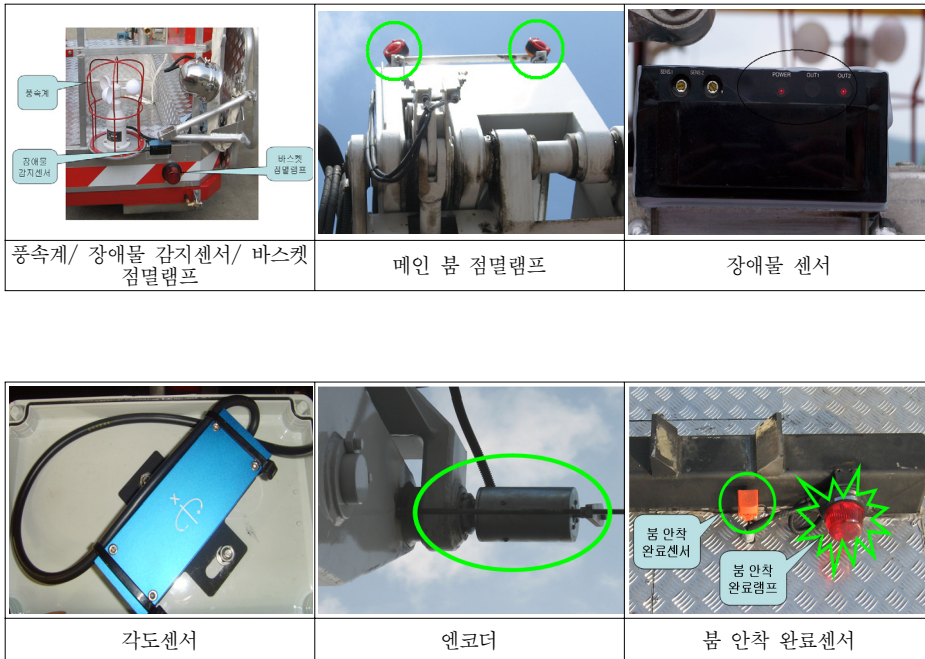 풍속계
장애물
감지센서
바스켓
점멸램프
SENS1 SENS2 POWER OUT1 OUT2
풍속계/ 장애물 감지센서/ 바스켓
점멸램프
메인 붐 점멸램프
장애물 센서
X
붐 안착
완료센서
붐 안착
완료램프
각도센서
엔코더
붐 안착 완료센서